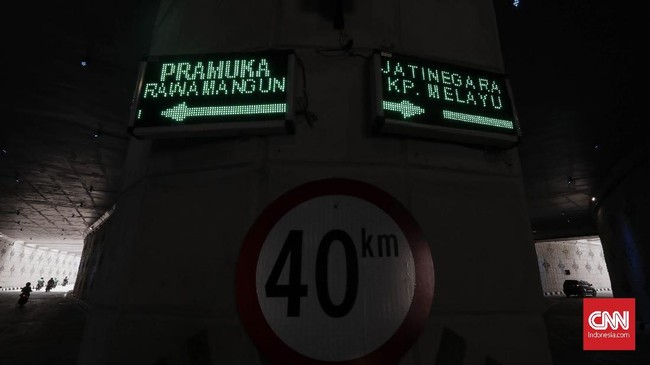 PRAMUKA
RAWAMANGUN
JATINEGARA
KP. MELAYU
40 km
CNN
Indonesia.com